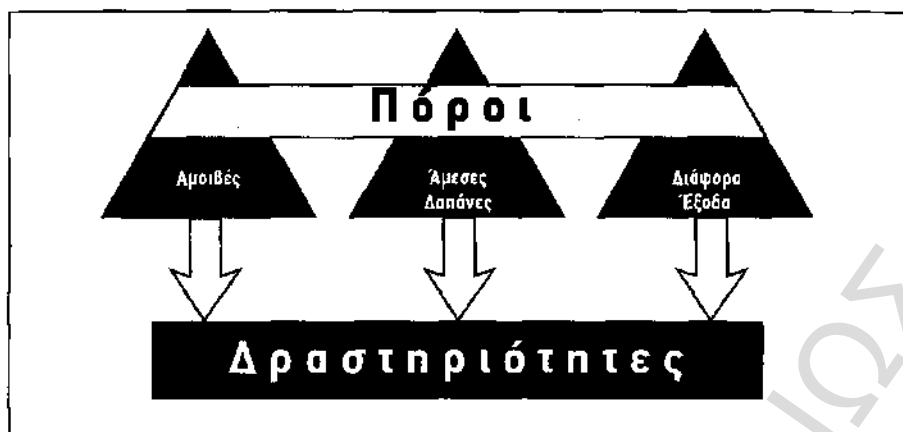 Πόροι
Αμοιβές
Άμεσες
Δαπάνες
Διάφορα
Έξοδα
Δραστηριότητες